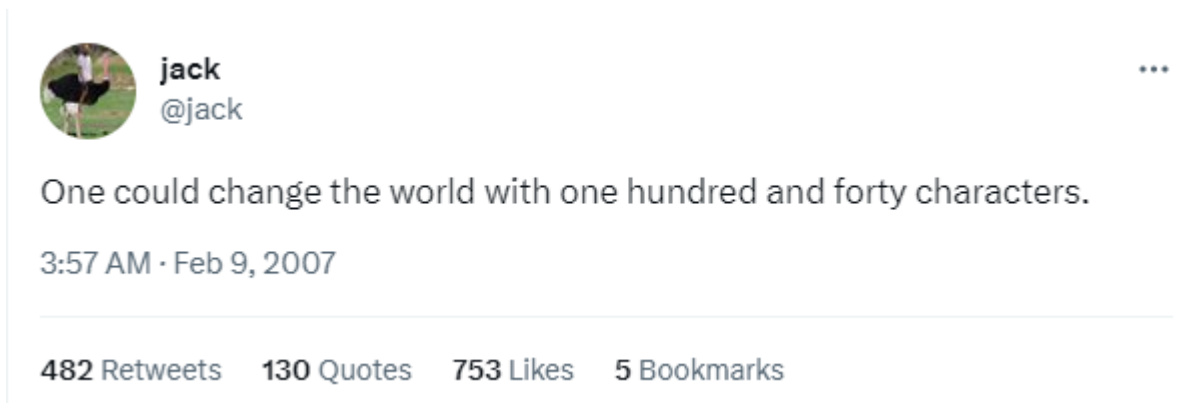 jack
@jack
One could change the world with one hundred and forty characters.
3:57 AM · Feb 9, 2007
482 Retweets 130 Quotes 753 Likes 5 Bookmarks